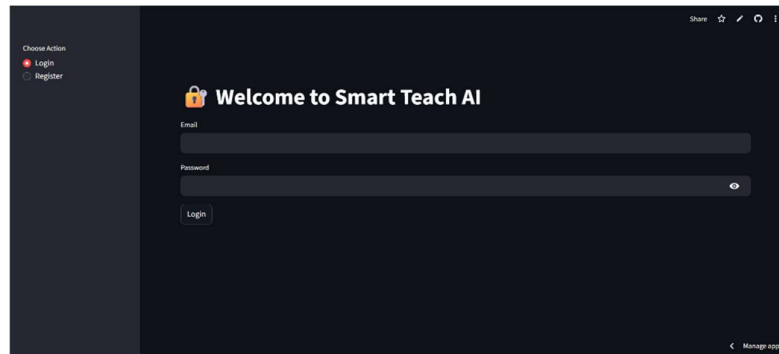 Share
Choose Action
Login
Register
Welcome to Smart Teach AI
Email
Password
Login
Manage app